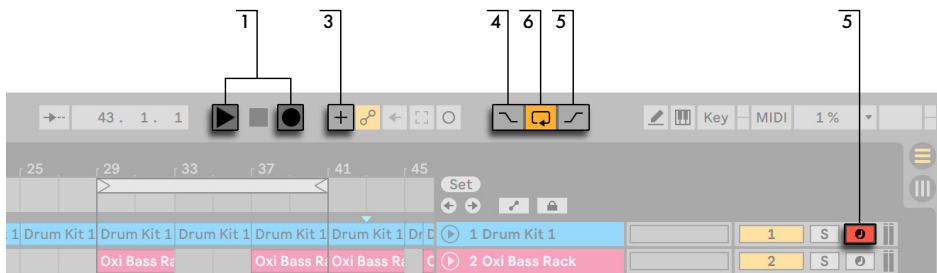 1 3 4 6 5 5
43. 1. 1 Key MIDI 1 %
25 29 33 37 41 45
Set
1 Drum Kit 1 Drum Kit 1 Drum Kit 1 Drum Kit 1 Drum Kit 1 Dr D 1 Drum Kit 1 1 S
Oxi Bass Ra Oxi Bass Ra Oxi Bass Ra C 2 Oxi Bass Rack 2 S